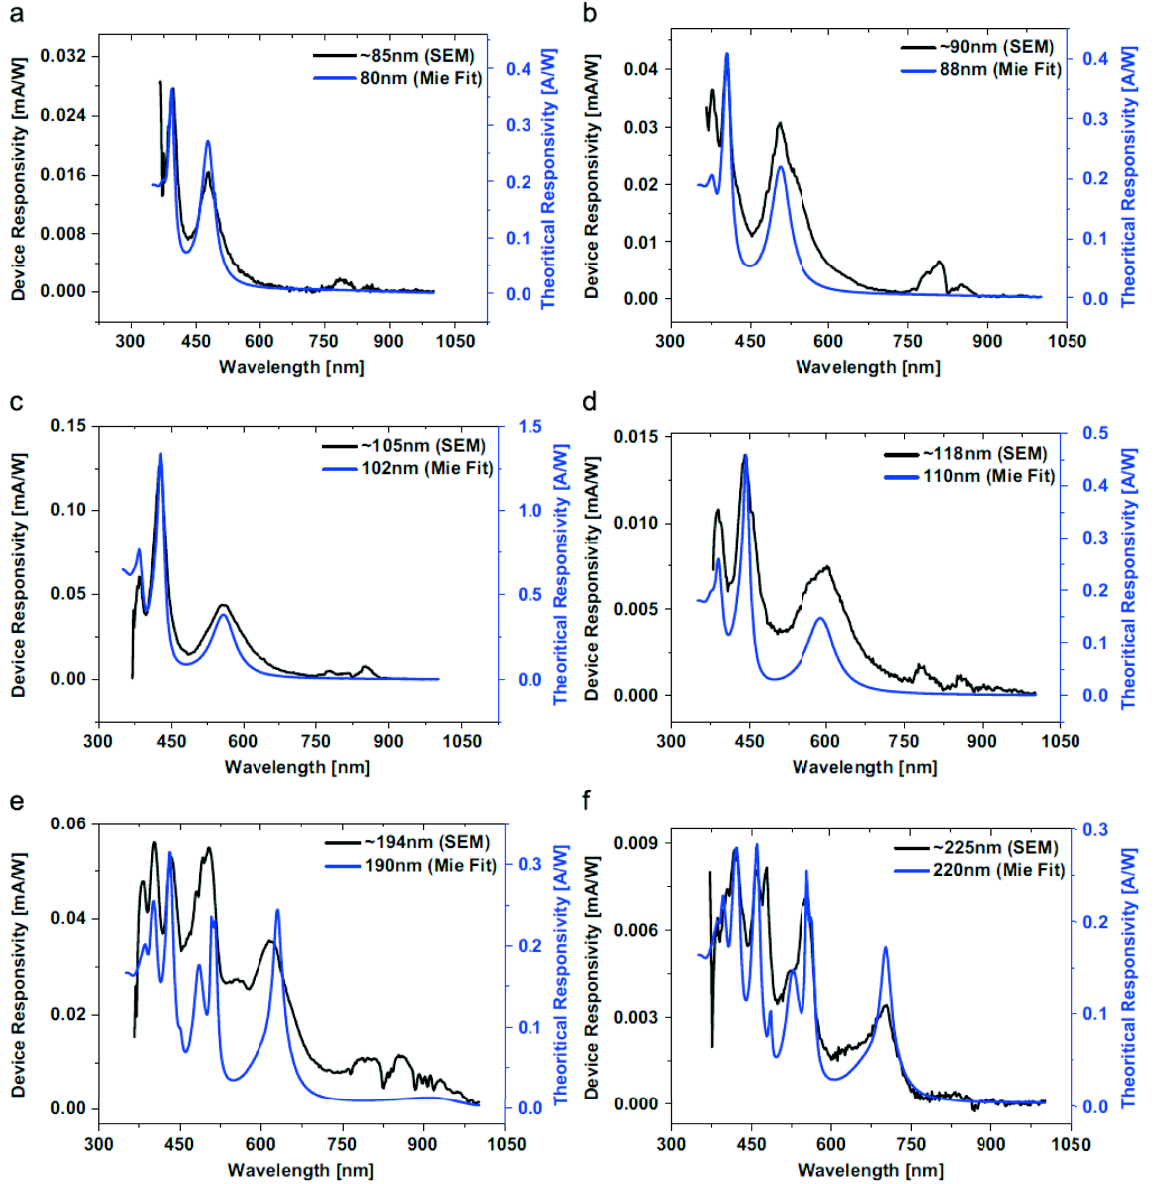 a
Device Responsivity [mA/W]
0.032
0.024
0.016
0.008
0.000
~85nm (SEM)
80nm (Mie Fit)
0.4
0.3
0.2
0.1
0.0
Theoritical Responsivity [A/W]
300 450 600 750 900 1050
Wavelength [nm]
b
Device Responsivity [mA/W]
0.04
0.03
0.02
0.01
0.00
~90nm (SEM)
88nm (Mie Fit)
0.4
0.3
0.2
0.1
0.0
Theoritical Responsivity [A/W]
300 450 600 750 900 1050
Wavelength [nm]
c
Device Responsivity [mA/W]
0.15
0.10
0.05
0.00
~105nm (SEM)
102nm (Mie Fit)
1.5
1.0
0.5
0.0
Theoritical Responsivity [A/W]
300 450 600 750 900 1050
Wavelength [nm]
d
Device Responsivity [mA/W]
0.015
0.010
0.005
0.000
~118nm (SEM)
110nm (Mie Fit)
0.5
0.4
0.3
0.2
0.1
0.0
Theoritical Responsivity [A/W]
300 450 600 750 900 1050
Wavelength [nm]
e
Device Responsivity [mA/W]
0.06
0.04
0.02
0.00
~194nm (SEM)
190nm (Mie Fit)
0.3
0.2
0.1
0.0
Theoritical Responsivity [A/W]
300 450 600 750 900 1050
Wavelength [nm]
f
Device Responsivity [mA/W]
0.009
0.006
0.003
0.000
~225nm (SEM)
220nm (Mie Fit)
0.3
0.2
0.1
0.0
Theoritical Responsivity [A/W]
300 450 600 750 900 1050
Wavelength [nm]